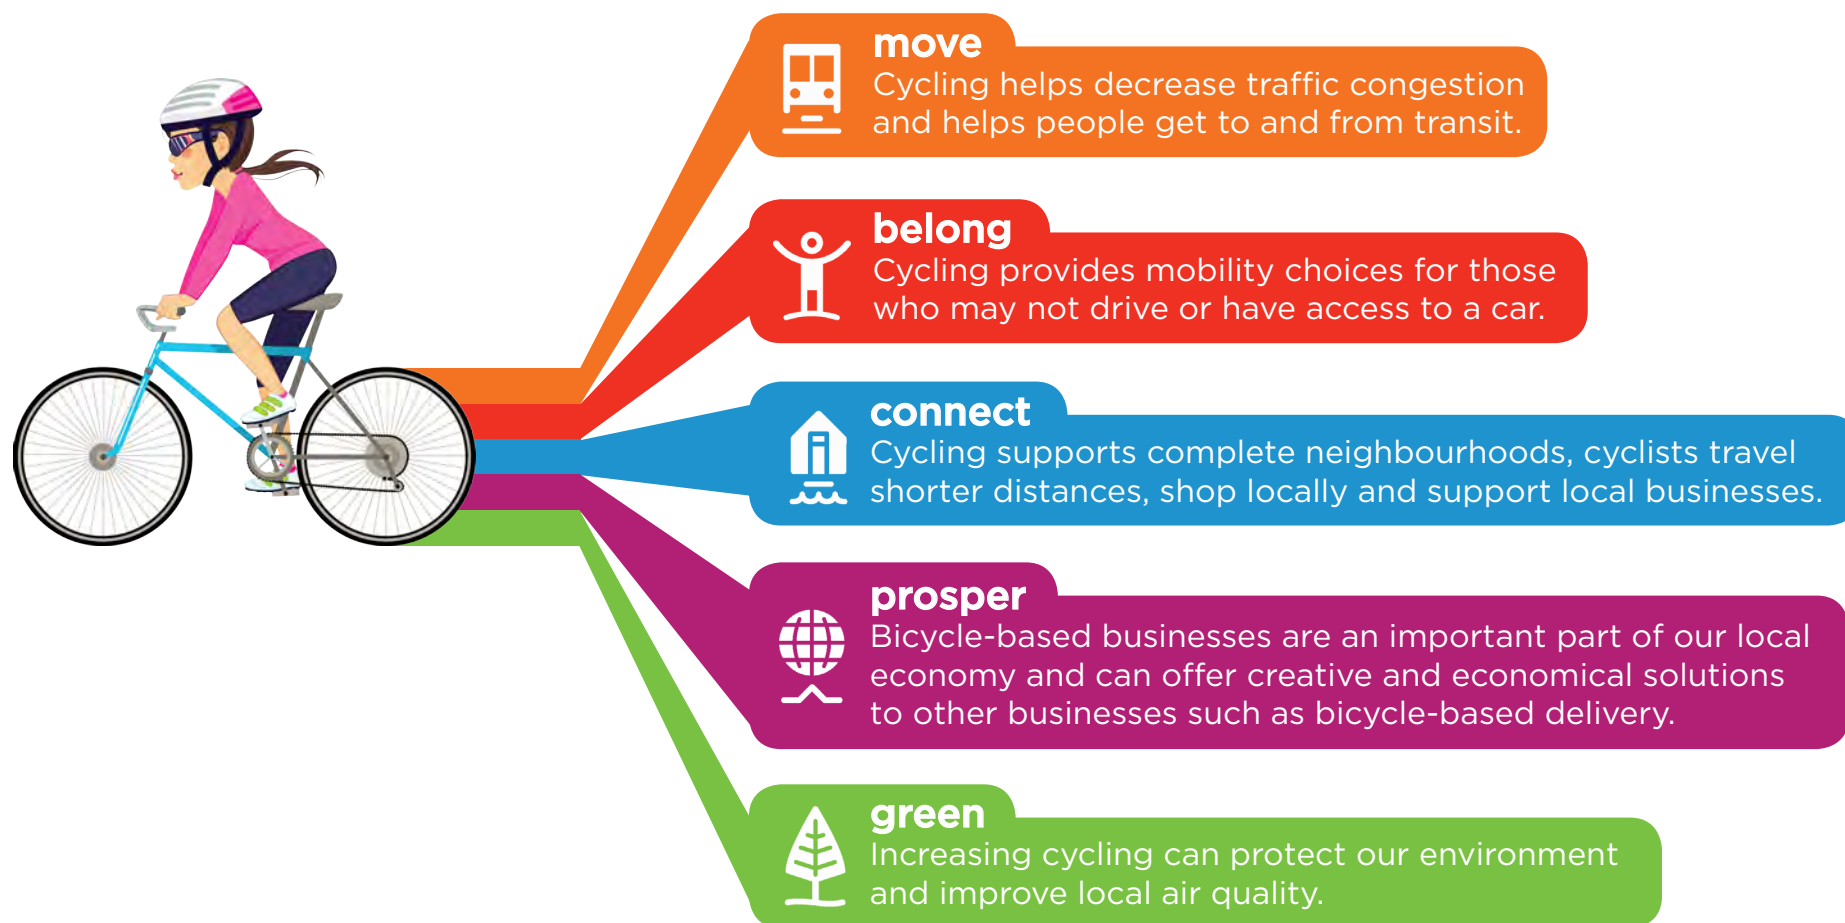 move
Cycling helps decrease traffic congestion
and helps people get to and from transit.
belong
Cycling provides mobility choices for those
who may not drive or have access to a car.
connect
Cycling supports complete neighbourhoods, cyclists travel
shorter distances, shop locally and support local businesses.
prosper
Bicycle-based businesses are an important part of our local
economy and can offer creative and economical solutions
to other businesses such as bicycle-based delivery.
green
Increasing cycling can protect our environment
and improve local air quality.